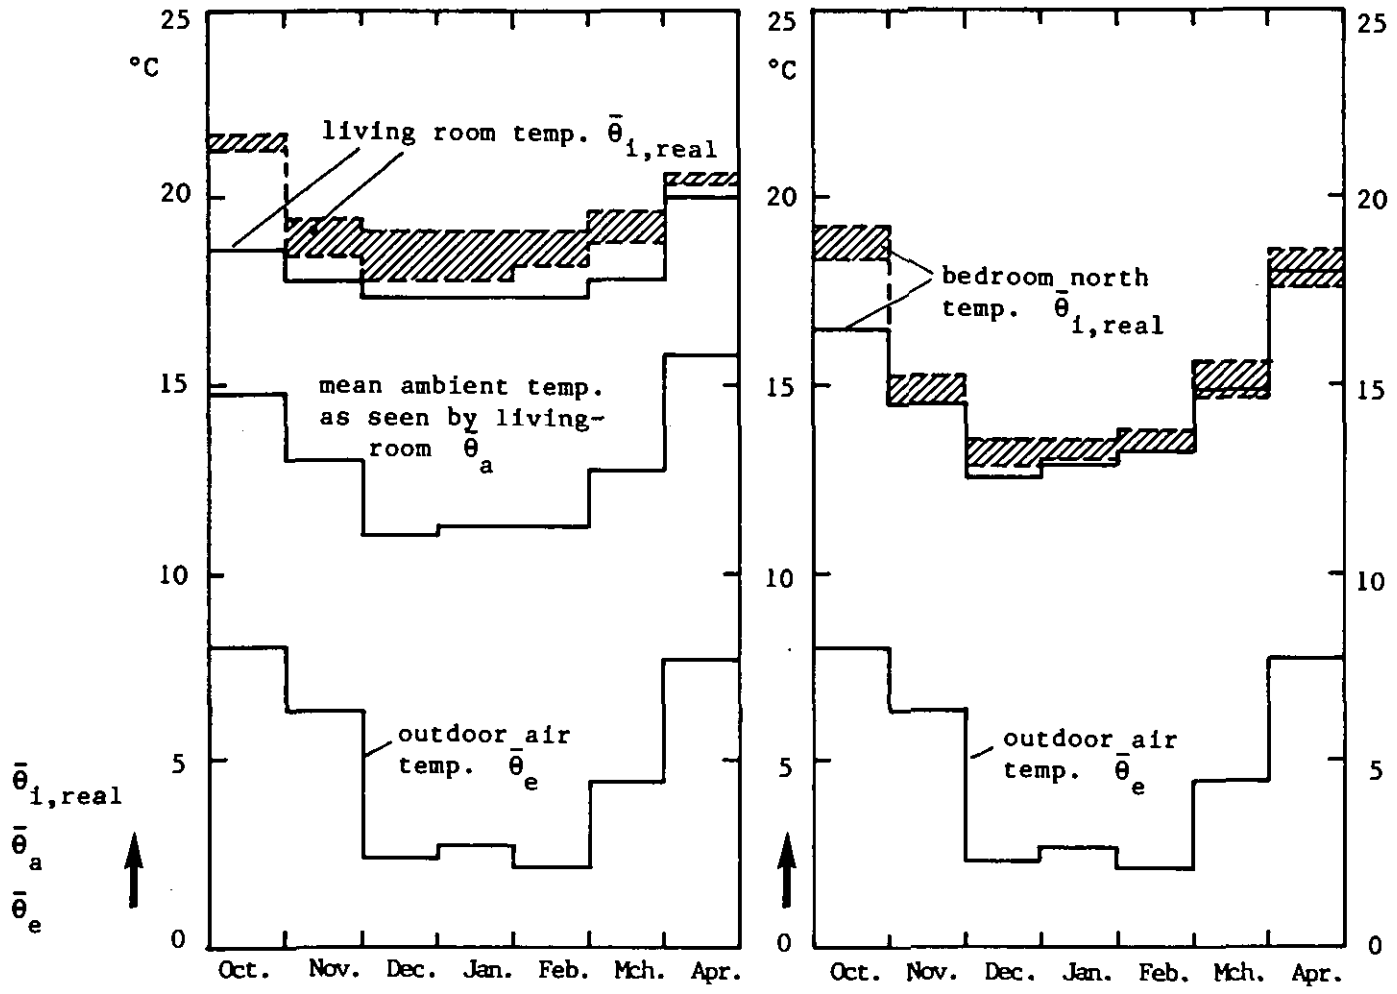 25
°C
20
15
10
5
0
living room temp. θ̄i,real
mean ambient temp.
as seen by living-
room θ̄a
outdoor air
temp. θ̄e
θ̄i,real
θ̄a
θ̄e
Oct. Nov. Dec. Jan. Feb. Mch. Apr.
25
°C
20
15
10
5
0
bedroom north
temp. θ̄i,real
outdoor air
temp. θ̄e
Oct. Nov. Dec. Jan. Feb. Mch. Apr.
25
20
15
10
5
0